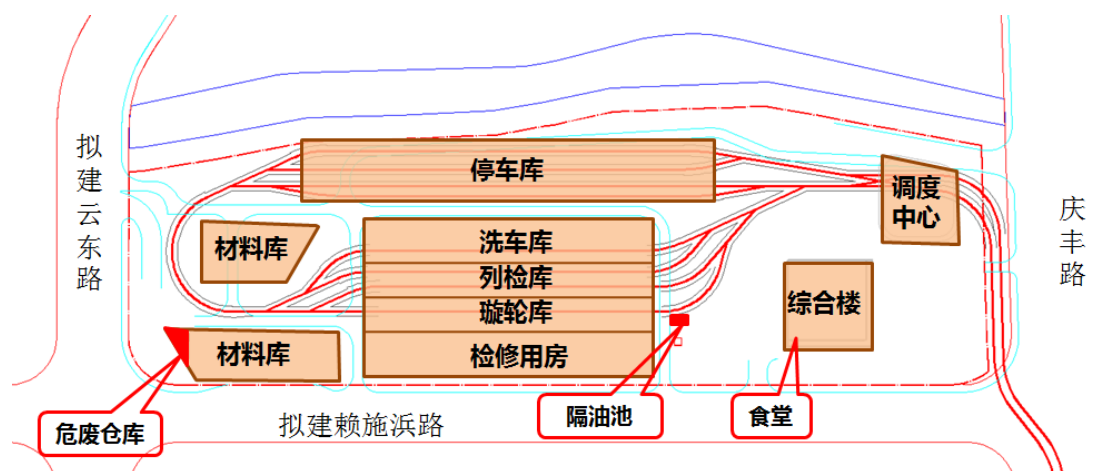 拟建云东路
停车库
调度
中心
庆丰路
材料库
洗车库
列检库
综合楼
璇轮库
材料库
检修用房
危废仓库
隔油池
食堂
拟建赖施浜路